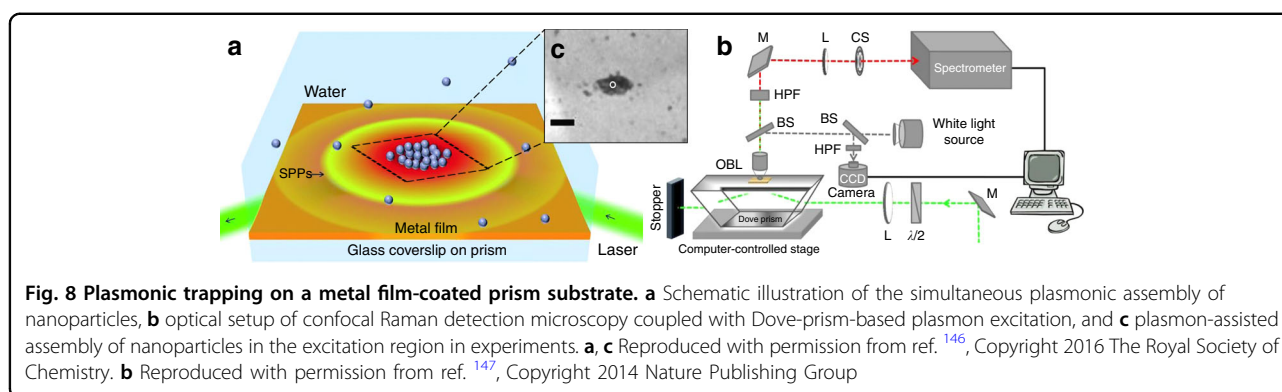 a
Water
SPPs
Metal film
Glass coverslip on prism
Laser
c
b
M
L
CS
Spectrometer
HPF
BS
BS
White light
source
HPF
OBL
CCD
Camera
Stopper
Dove prism
M
L
λ/2
Computer-controlled stage
Fig. 8 Plasmonic trapping on a metal film-coated prism substrate. a Schematic illustration of the simultaneous plasmonic assembly of
nanoparticles, b optical setup of confocal Raman detection microscopy coupled with Dove-prism-based plasmon excitation, and c plasmon-assisted
assembly of nanoparticles in the excitation region in experiments. a, c Reproduced with permission from ref. 146, Copyright 2016 The Royal Society of
Chemistry. b Reproduced with permission from ref. 147, Copyright 2014 Nature Publishing Group